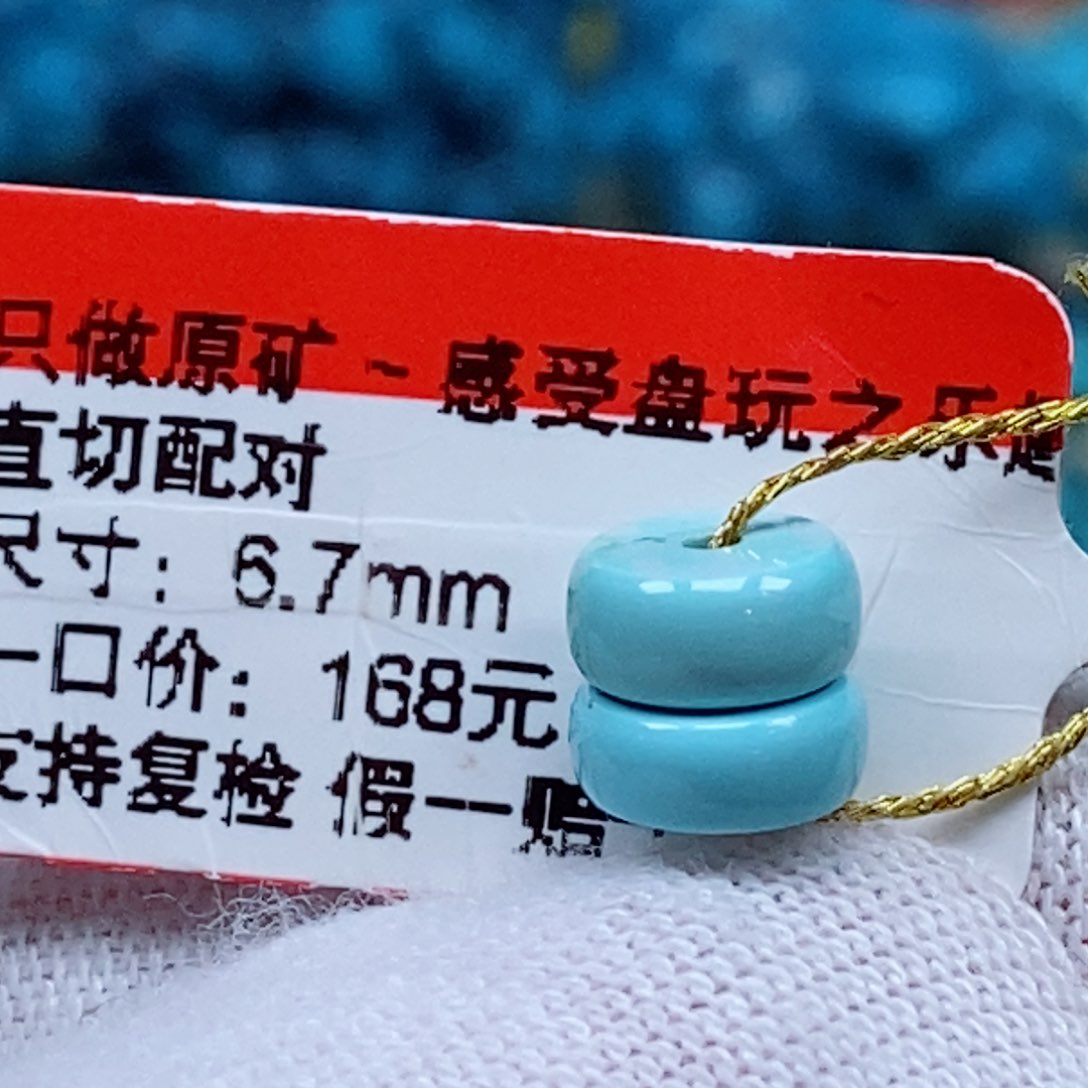 只做原矿~感受盘玩之乐趣
直切配对
尺寸：6.7mm
一口价：168元
支持复检 假一赔